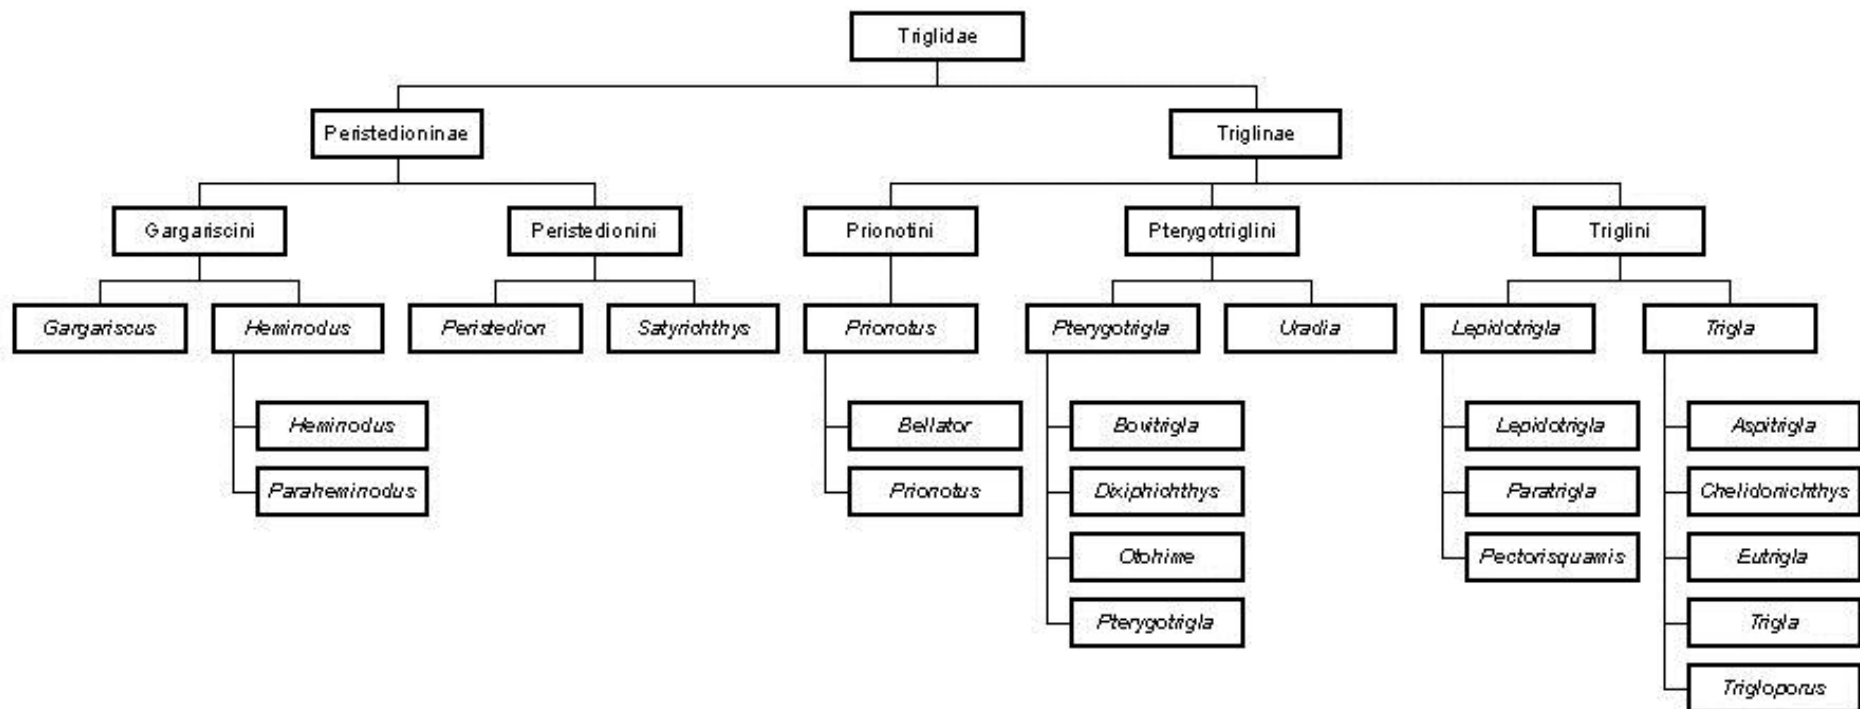 Triglidae
Peristedioninae
Triglinae
Gargariscini
Peristedionini
Prionotini
Pterygotriglini
Triglini
Gargariscus
Heminodus
Peristedion
Satyrichthys
Prionotus
Pterygotrigla
Uradia
Lepidotrigla
Trigla
Heminodus
Paraheminodus
Bellator
Prionotus
Bovitrigla
Dixiphichthys
Otohime
Pterygotrigla
Lepidotrigla
Paratrigla
Pectorisquamis
Aspitrigla
Chelidonichthys
Eutrigla
Trigla
Trigloporus